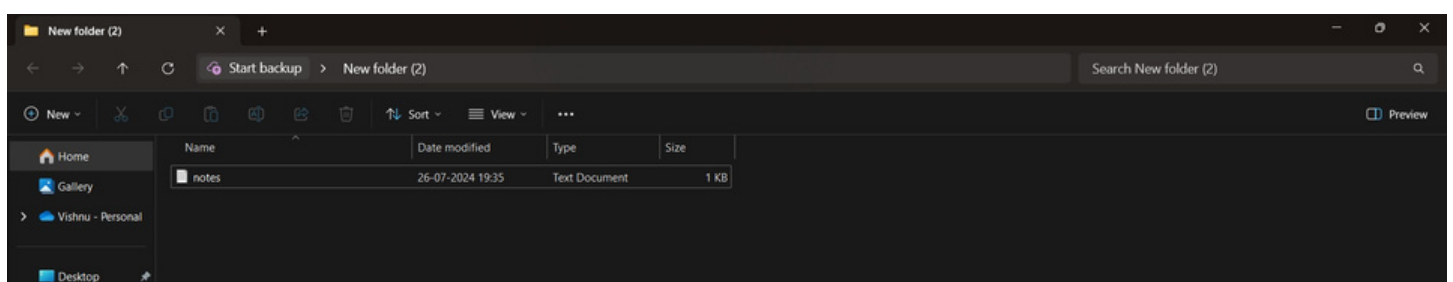 New folder (2)
Start backup > New folder (2) Search New folder (2)
New Sort View ... Preview
Name Date modified Type Size
notes 26-07-2024 19:35 Text Document 1 KB
Home
Gallery
Vishnu - Personal
Desktop